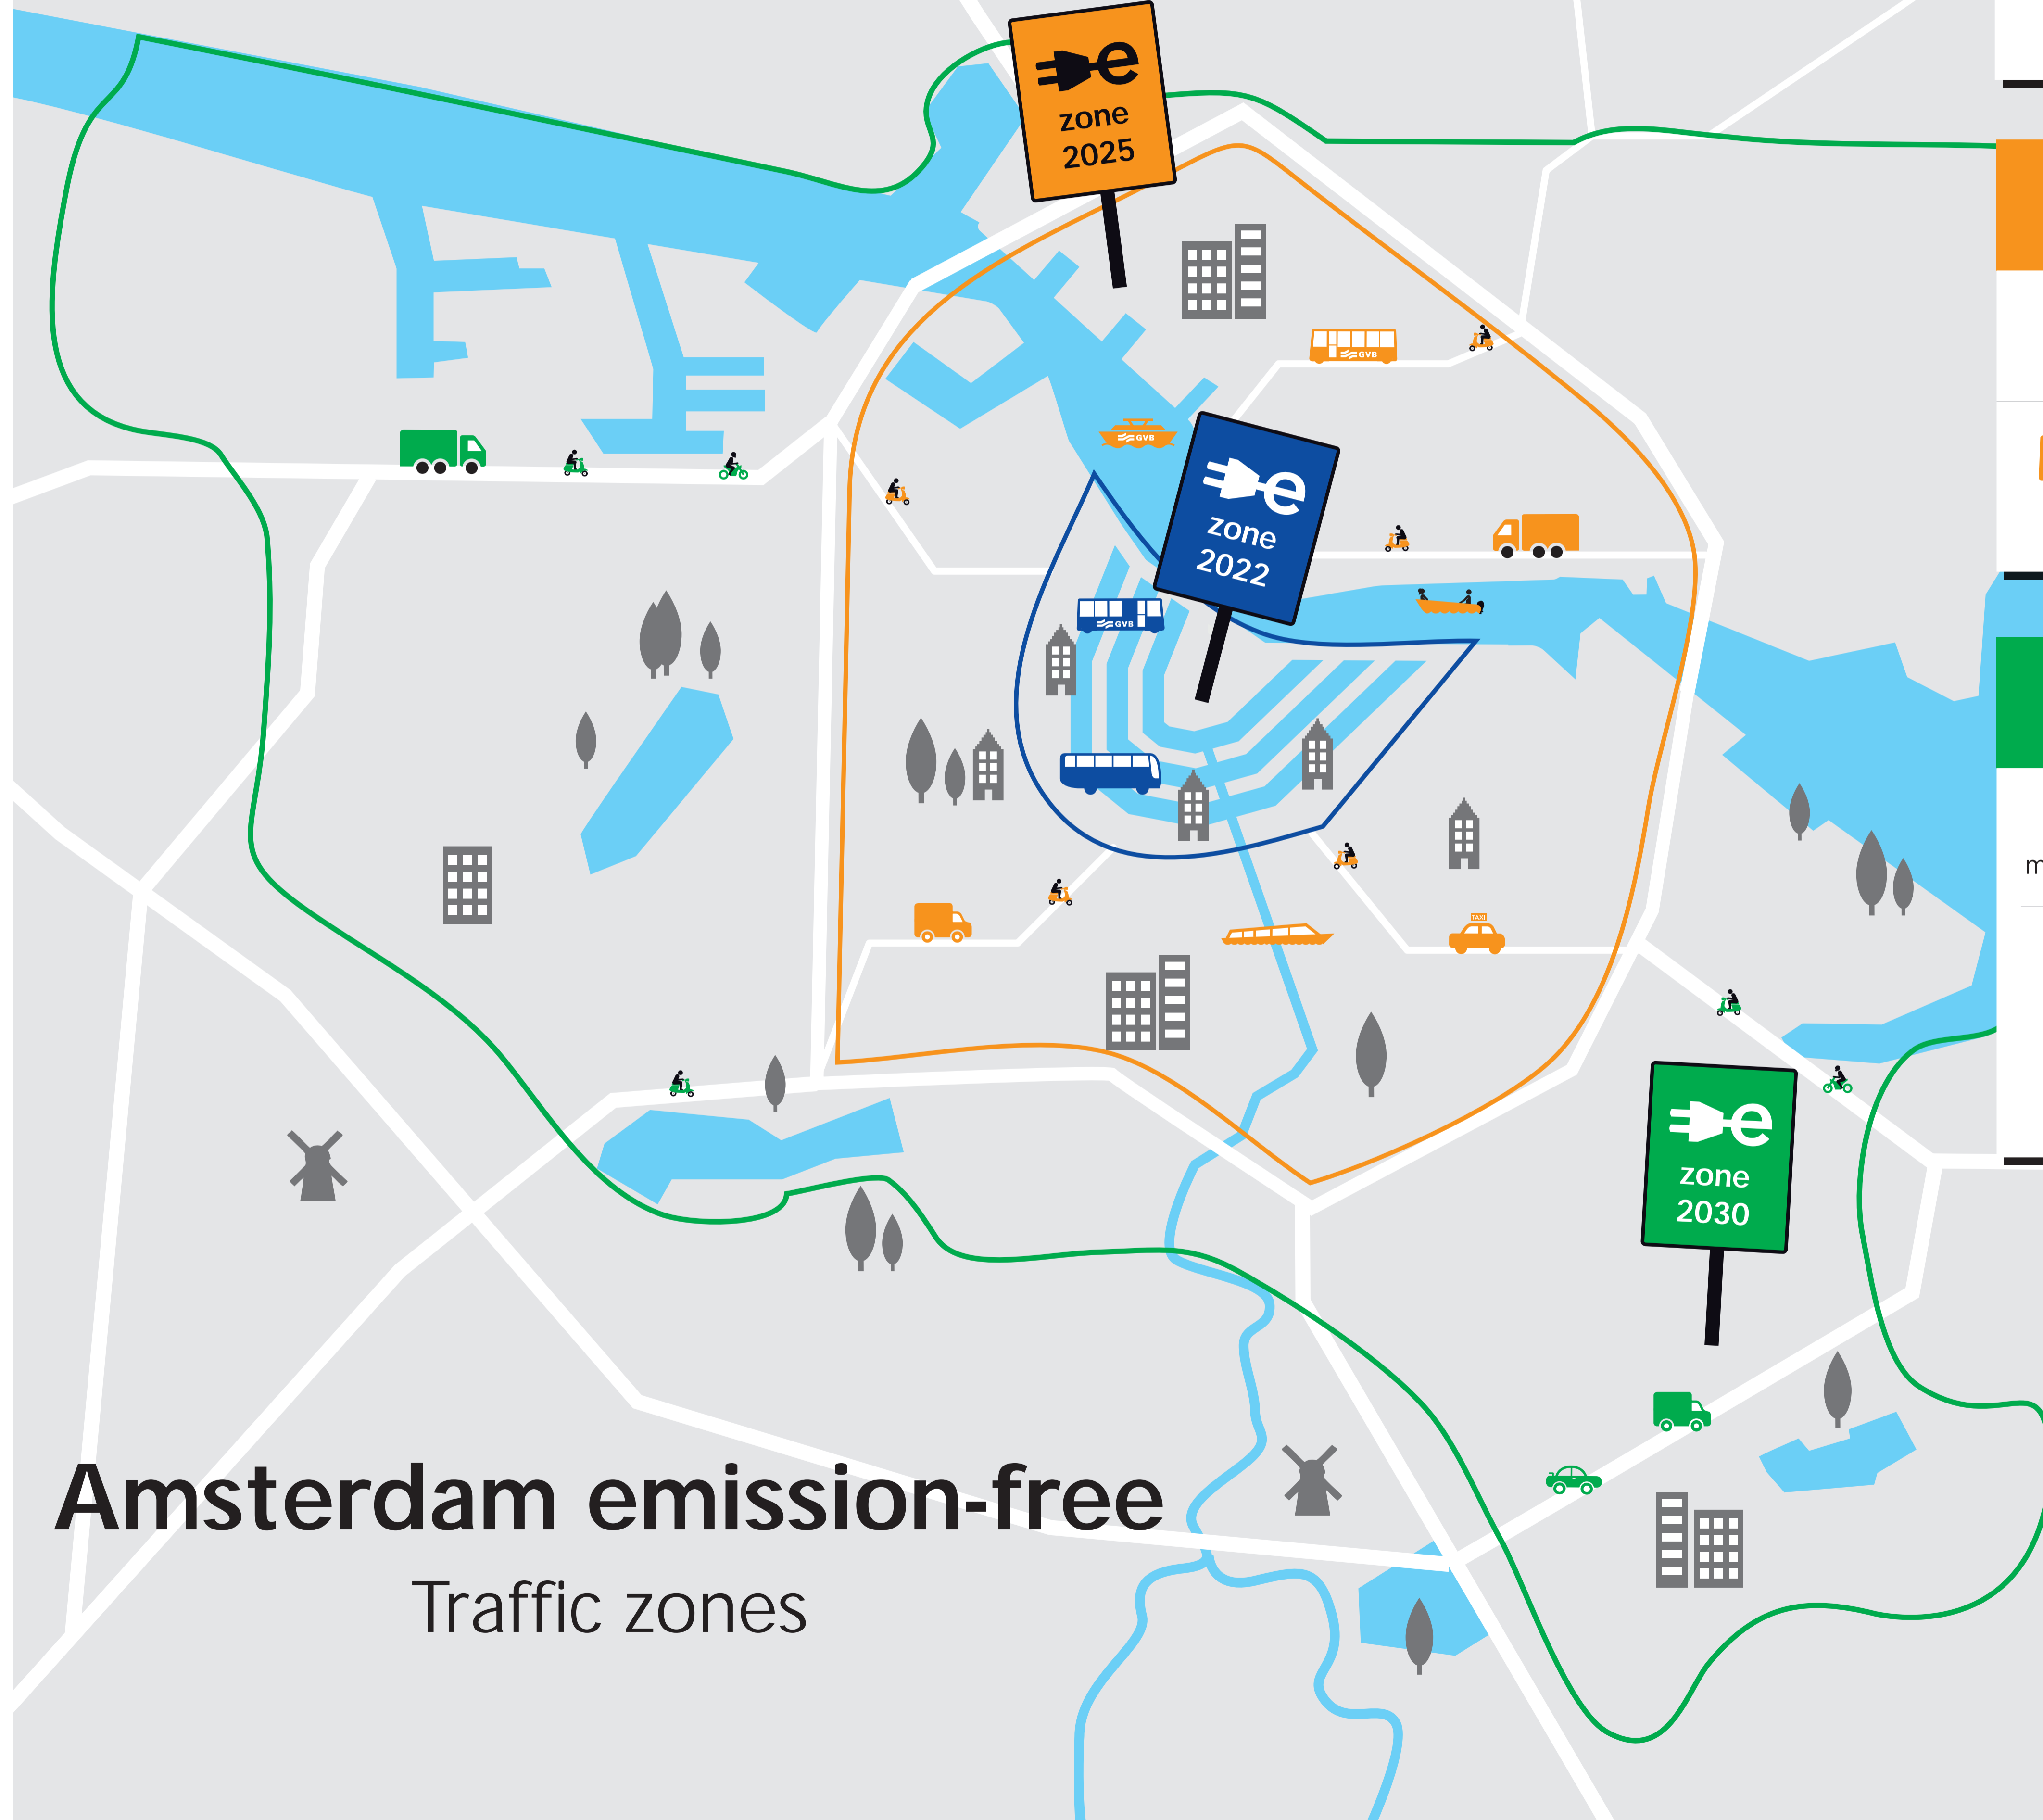 e
zone
2025
GVB
GVB
e
zone
2022
GVB
TAXI
e
zone
2030
m
Amsterdam emission-free
Traffic zones